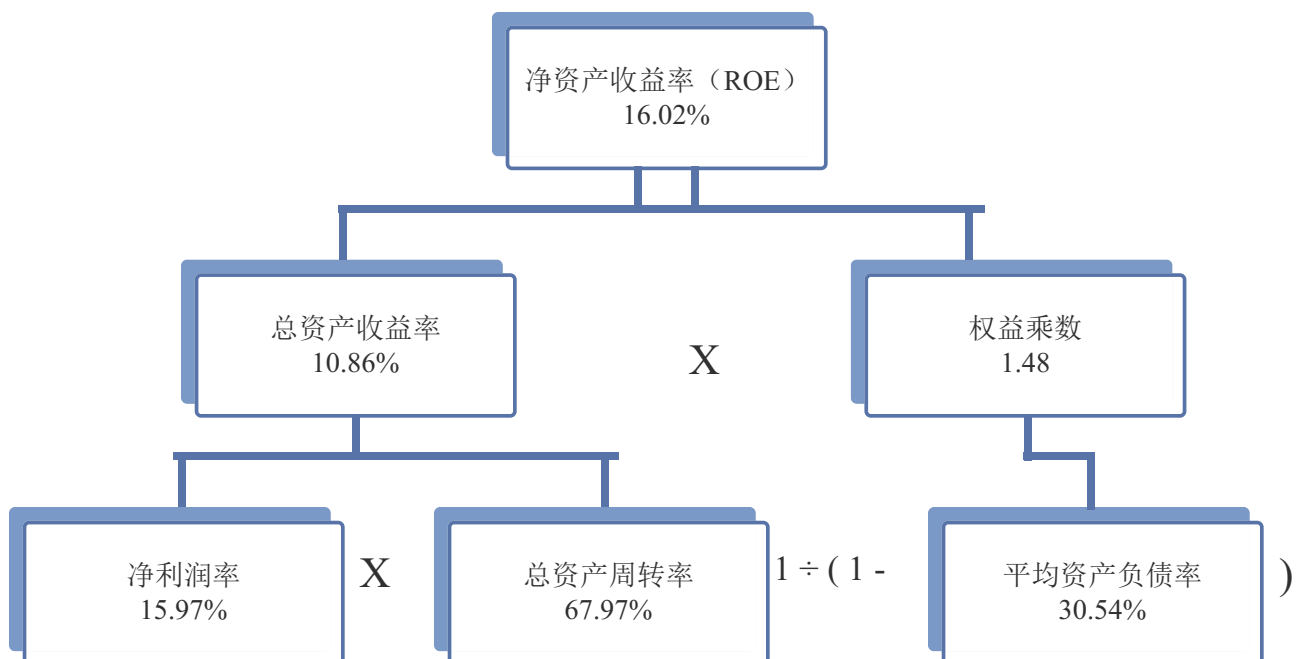 净资产收益率（ROE）
16.02%
总资产收益率
10.86%
X
权益乘数
1.48
净利润率
15.97%
X
总资产周转率
67.97%
1 ÷ ( 1 -
平均资产负债率
30.54%
)